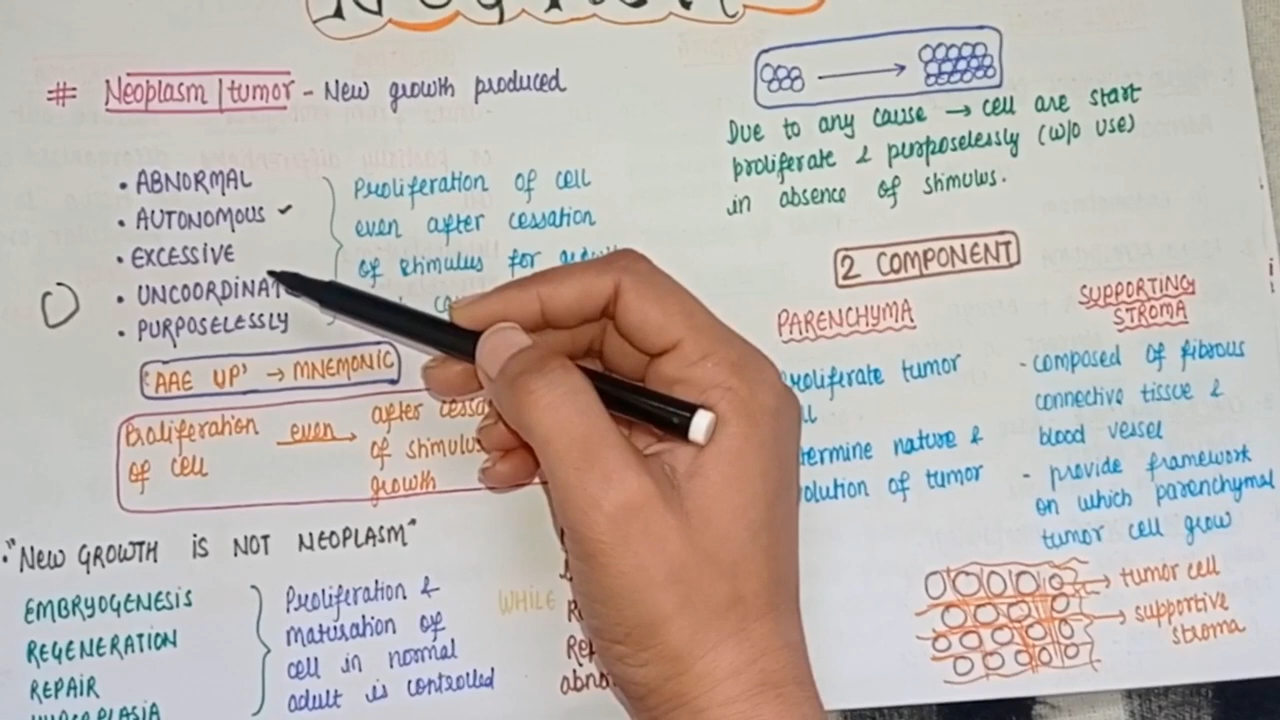 # Neoplasm | tumor - New growth produced
• ABNORMAL
• AUTONOMOUS ✓
• EXCESSIVE
• UNCOORDINAT
• PURPOSELESSLY
Proliferation of cell
even after cessation
of stimulus for
'AAE UP' → MNEMONIC
Proliferation even → after cessa
of cell of stimulus
growth
• "NEW GROWTH is NOT NEOPLASM"
EMBRYOGENESIS
REGENERATION
REPAIR
Proliferation &
maturation of
cell in normal
adult is controlled
WHILE
abno
Due to any cause → cell are start
proliferate & purposelessly (w/o use)
in absence of stimulus.
2 COMPONENT
PARENCHYMA
roliferate tumor
ll
termine nature &
olution of tumor
SUPPORTING
STROMA
- composed of fibrous
connective tissue &
blood vessel
- provide framework
on which parenchymal
tumor cell grow
→ tumor cell
→ supportive
stroma